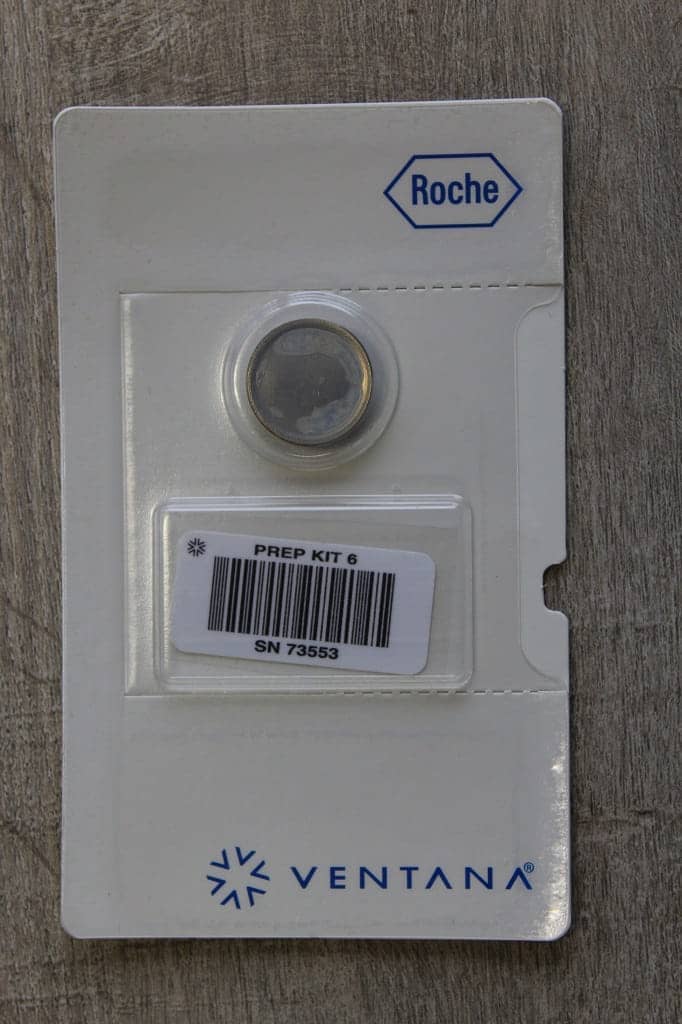 Roche
PREP KIT 6
SN 73553
VENTANA®